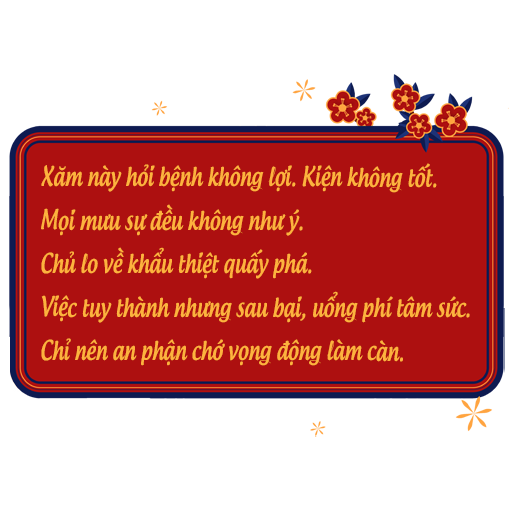 Xăm này hỏi bệnh không lợi. Kiện không tốt.
Mọi mưu sự đều không như ý.
Chủ lo về khẩu thiệt quấy phá.
Việc tuy thành nhưng sau bại, uổng phí tâm sức.
Chỉ nên an phận chớ vọng động làm càn.